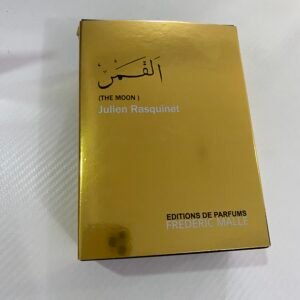 القمر
(THE MOON)
Julien Rasquinet
EDITIONS DE PARFUMS
FREDERIC MALLE